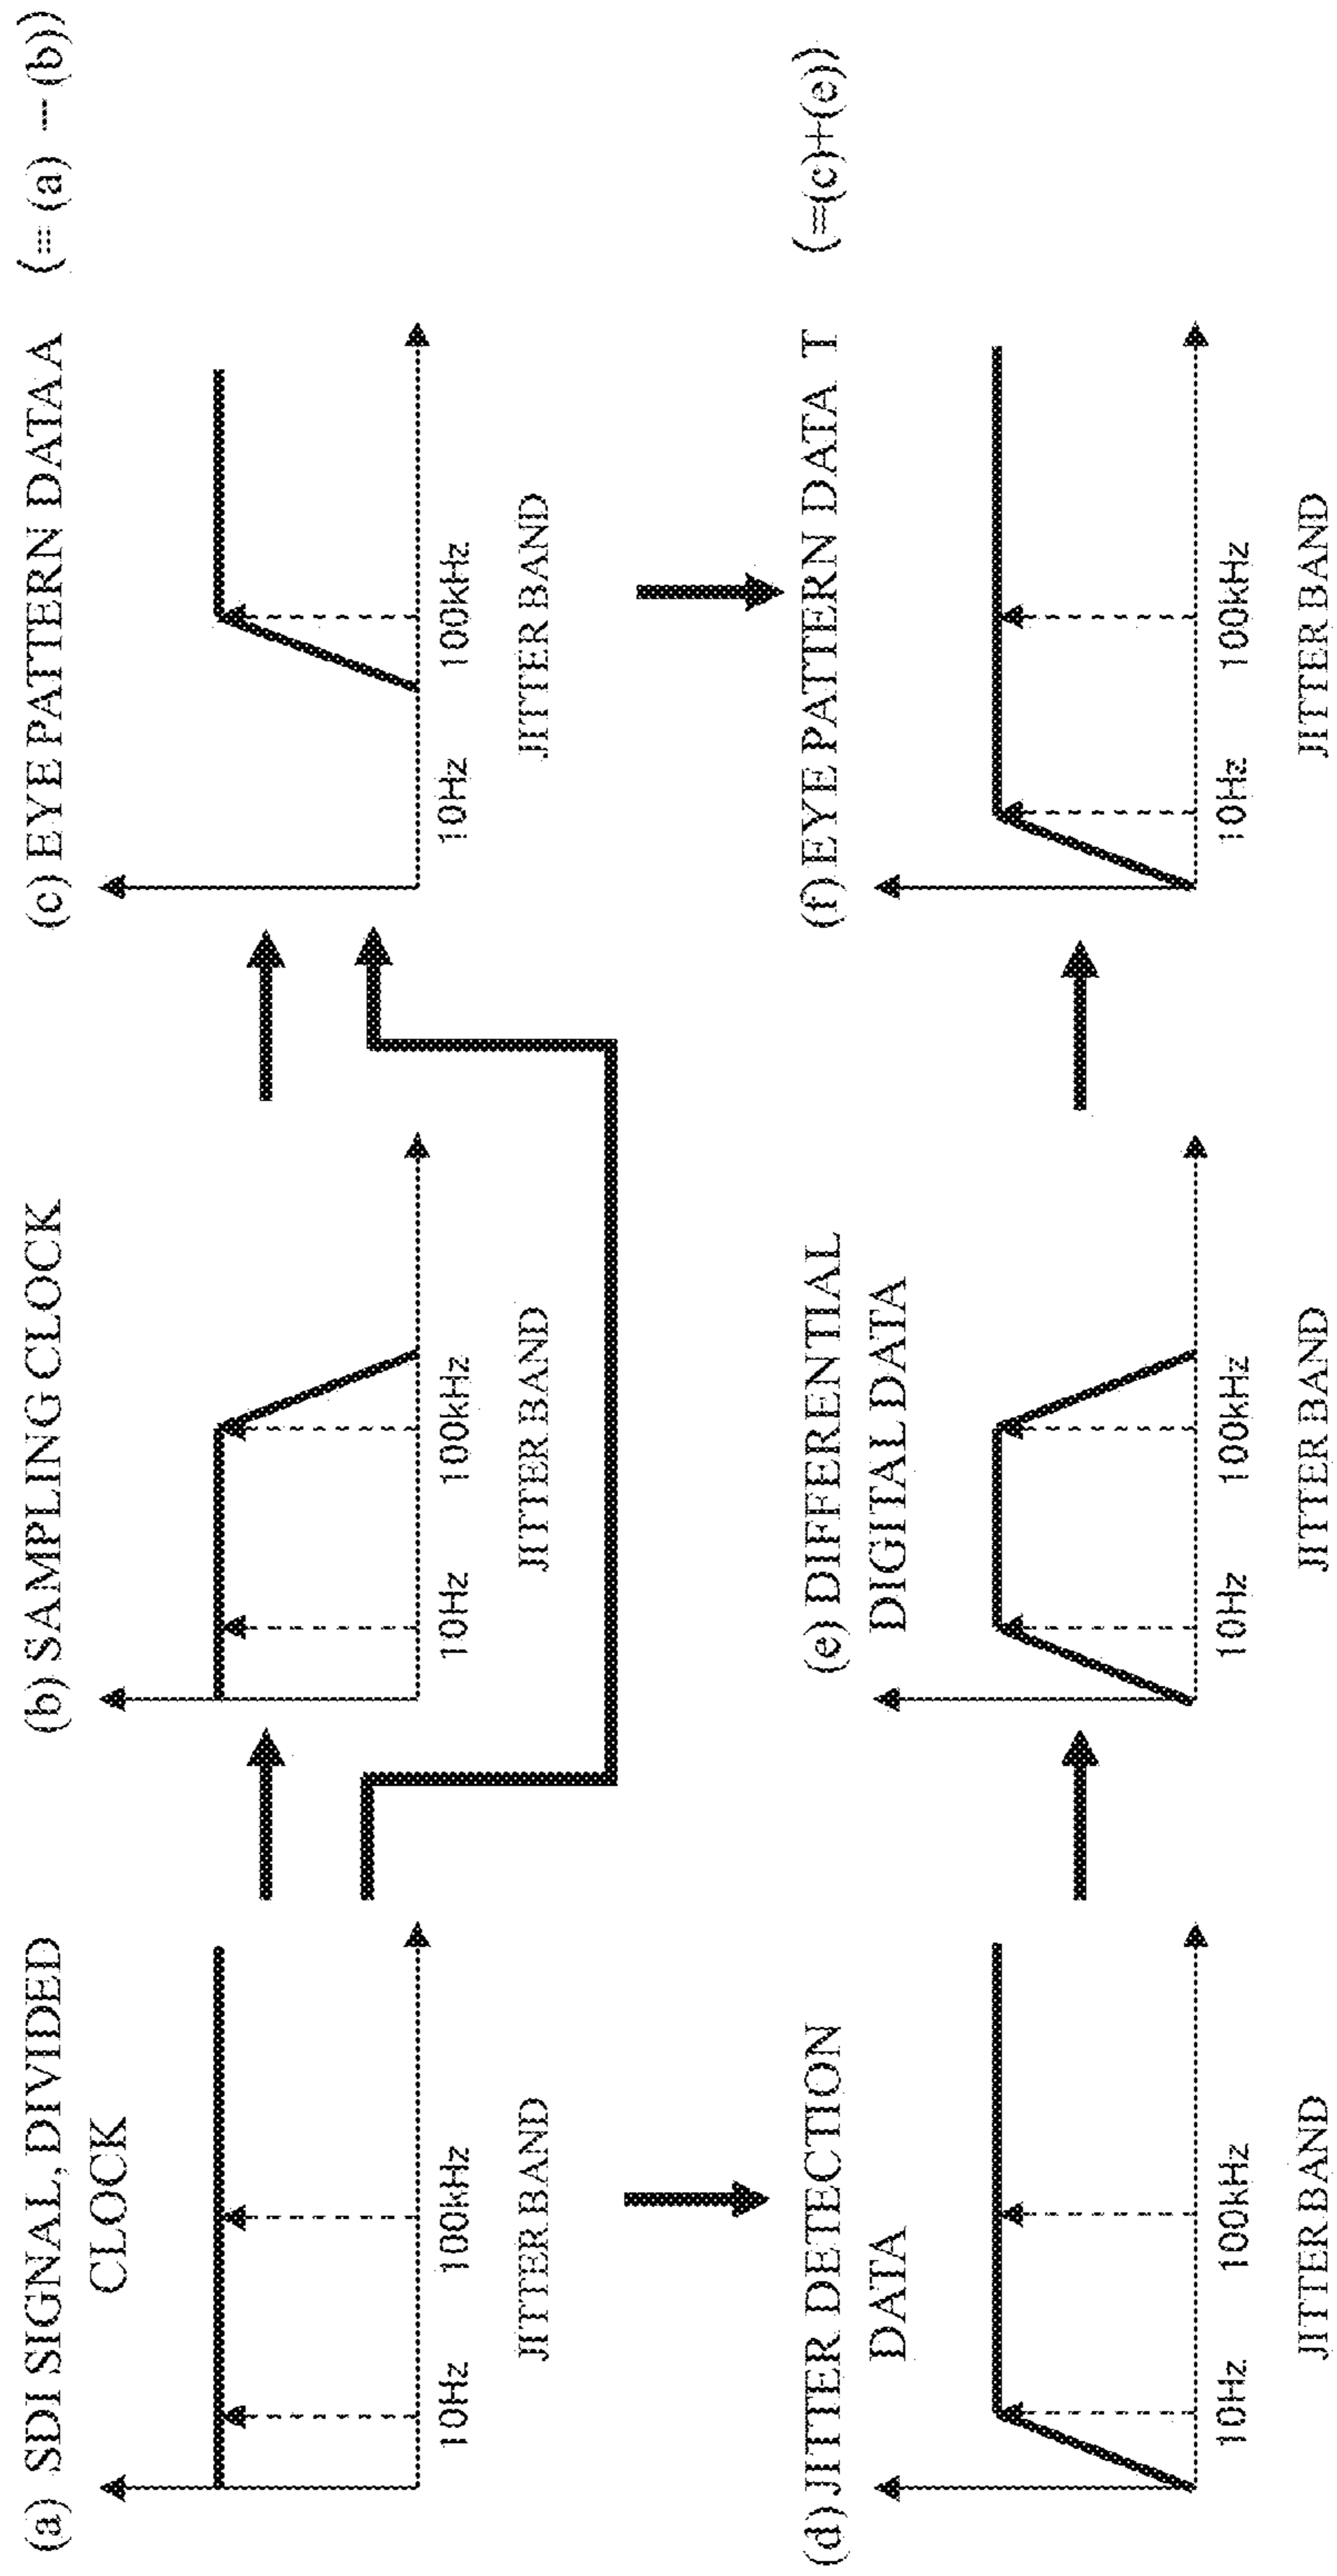 (a) SDI SIGNAL, DIVIDED
CLOCK
10Hz 100kHz
JITTER BAND
(b) SAMPLING CLOCK
10Hz 100kHz
JITTER BAND
(c) EYE PATTERN DATA A (= (a) − (b))
10Hz 100kHz
JITTER BAND
(d) JITTER DETECTION
DATA
10Hz 100kHz
JITTER BAND
(e) DIFFERENTIAL
DIGITAL DATA
10Hz 100kHz
JITTER BAND
(f) EYE PATTERN DATA T (=(c)+(e))
10Hz 100kHz
JITTER BAND